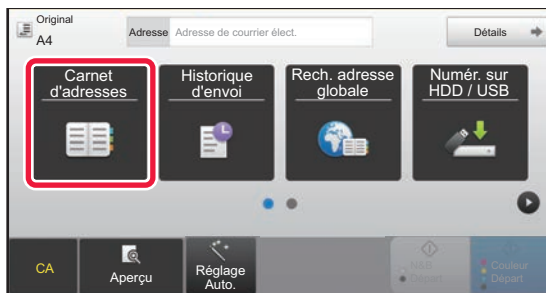 Original
A4
Adresse Adresse de courrier élect.
Détails
Carnet
d'adresses
Historique
d'envoi
Rech. adresse
globale
Numér. sur
HDD / USB
CA
Aperçu
Réglage
Auto.
N&B
Départ
Couleur
Départ